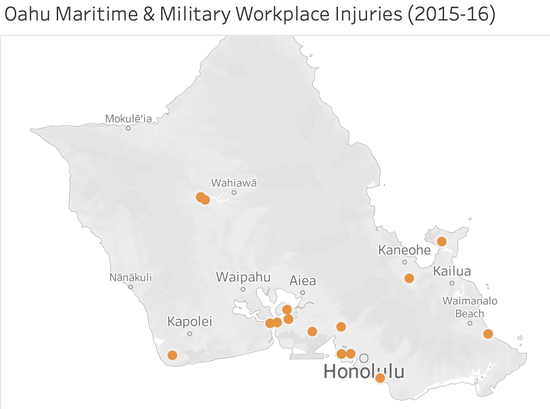 Oahu Maritime & Military Workplace Injuries (2015-16)
Mokulē‘ia
Wahiawā
Kaneohe
Nānākuli
Waipahu
Aiea
Kailua
Waimanalo
Beach
Kapolei
Honolulu